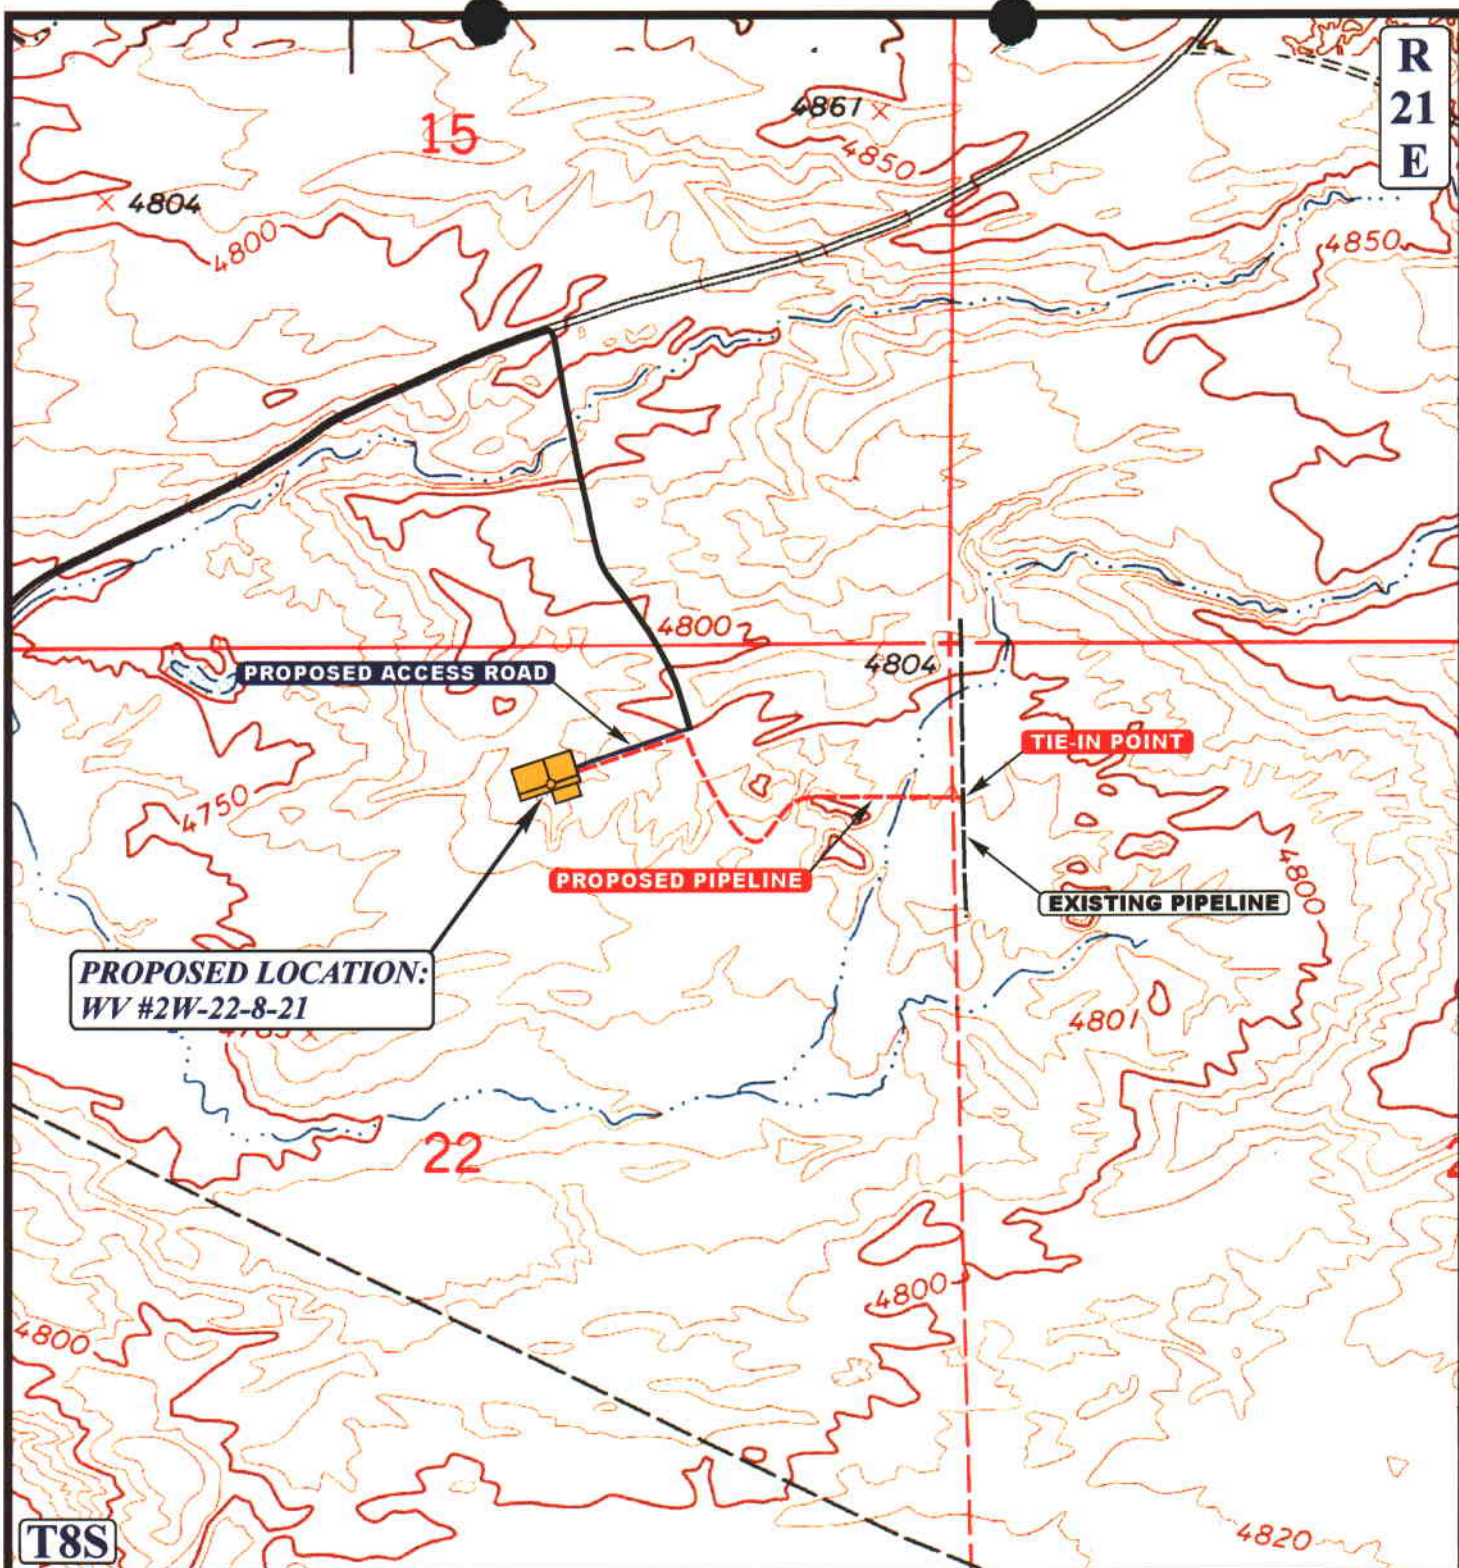 R
21
E
15
4861
4850
4804
4800
4850
4800
4804
PROPOSED ACCESS ROAD
TIE-IN POINT
4750
PROPOSED PIPELINE
4800
EXISTING PIPELINE
PROPOSED LOCATION:
WV #2W-22-8-21
4801
22
4800
4800
T8S
4820